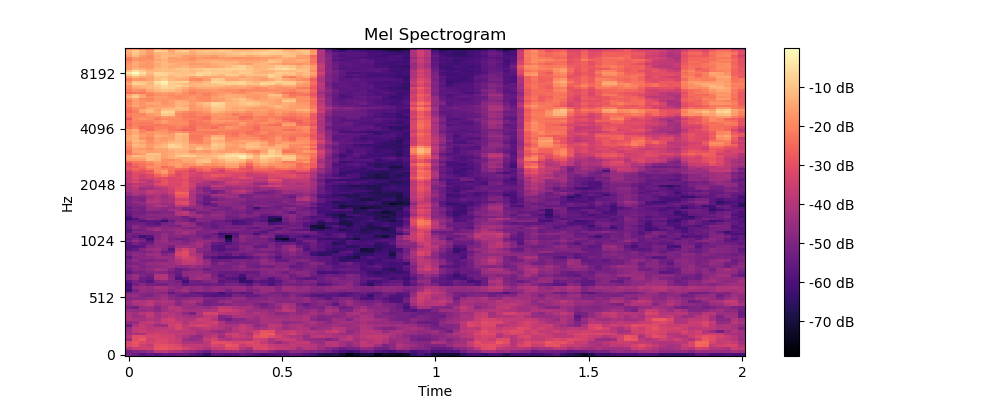 Mel Spectrogram
Hz
8192
4096
2048
1024
512
0
0
0.5
1
1.5
2
Time
-10 dB
-20 dB
-30 dB
-40 dB
-50 dB
-60 dB
-70 dB